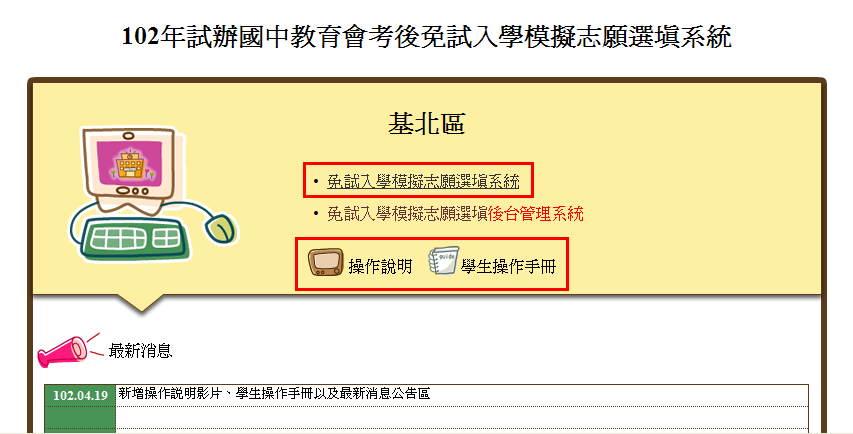 102年試辦國中教育會考後免試入學模擬志願選填系統
基北區
• 免試入學模擬志願選填系統
• 免試入學模擬志願選填後台管理系統
操作說明 Guide 學生操作手冊
最新消息
102.04.19 新增操作說明影片、學生操作手冊以及最新消息公告區